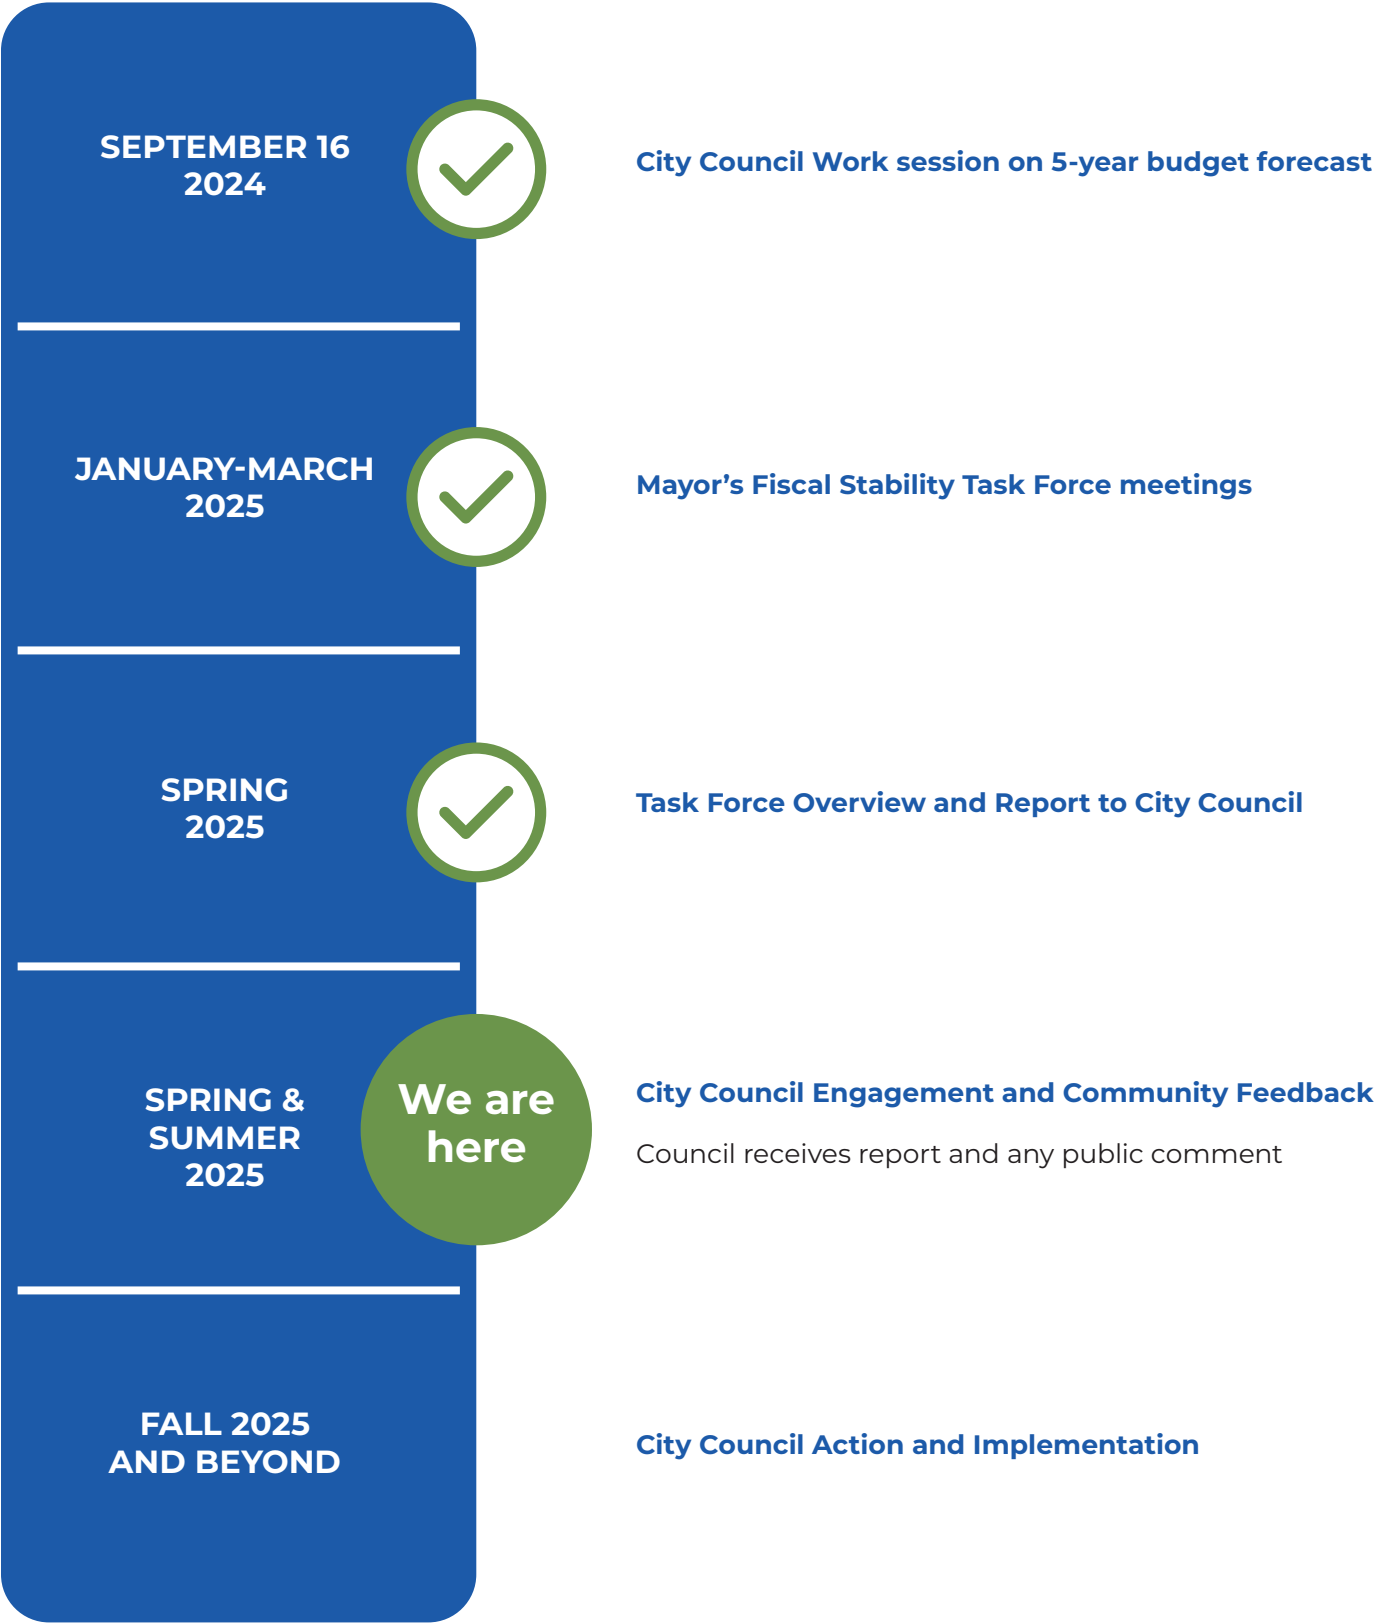 SEPTEMBER 16
2024
City Council Work session on 5-year budget forecast
JANUARY-MARCH
2025
Mayor’s Fiscal Stability Task Force meetings
SPRING
2025
Task Force Overview and Report to City Council
SPRING &
SUMMER
2025
We are
here
City Council Engagement and Community Feedback
Council receives report and any public comment
FALL 2025
AND BEYOND
City Council Action and Implementation